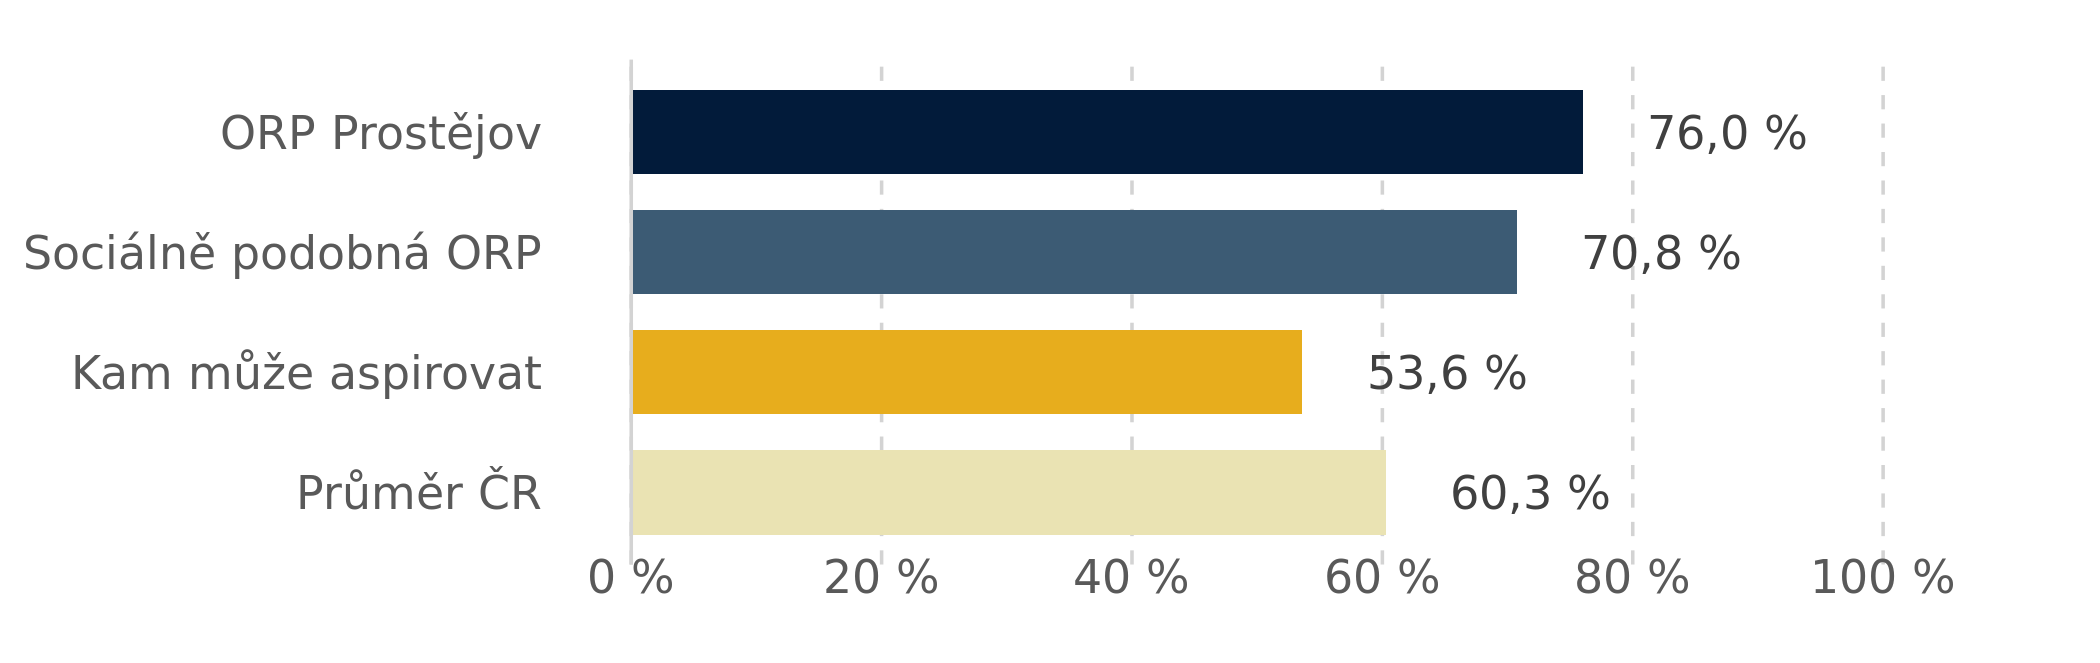 ORP Prostějov 76,0 %
Sociálně podobná ORP 70,8 %
Kam může aspirovat 53,6 %
Průměr ČR 60,3 %
0 % 20 % 40 % 60 % 80 % 100 %